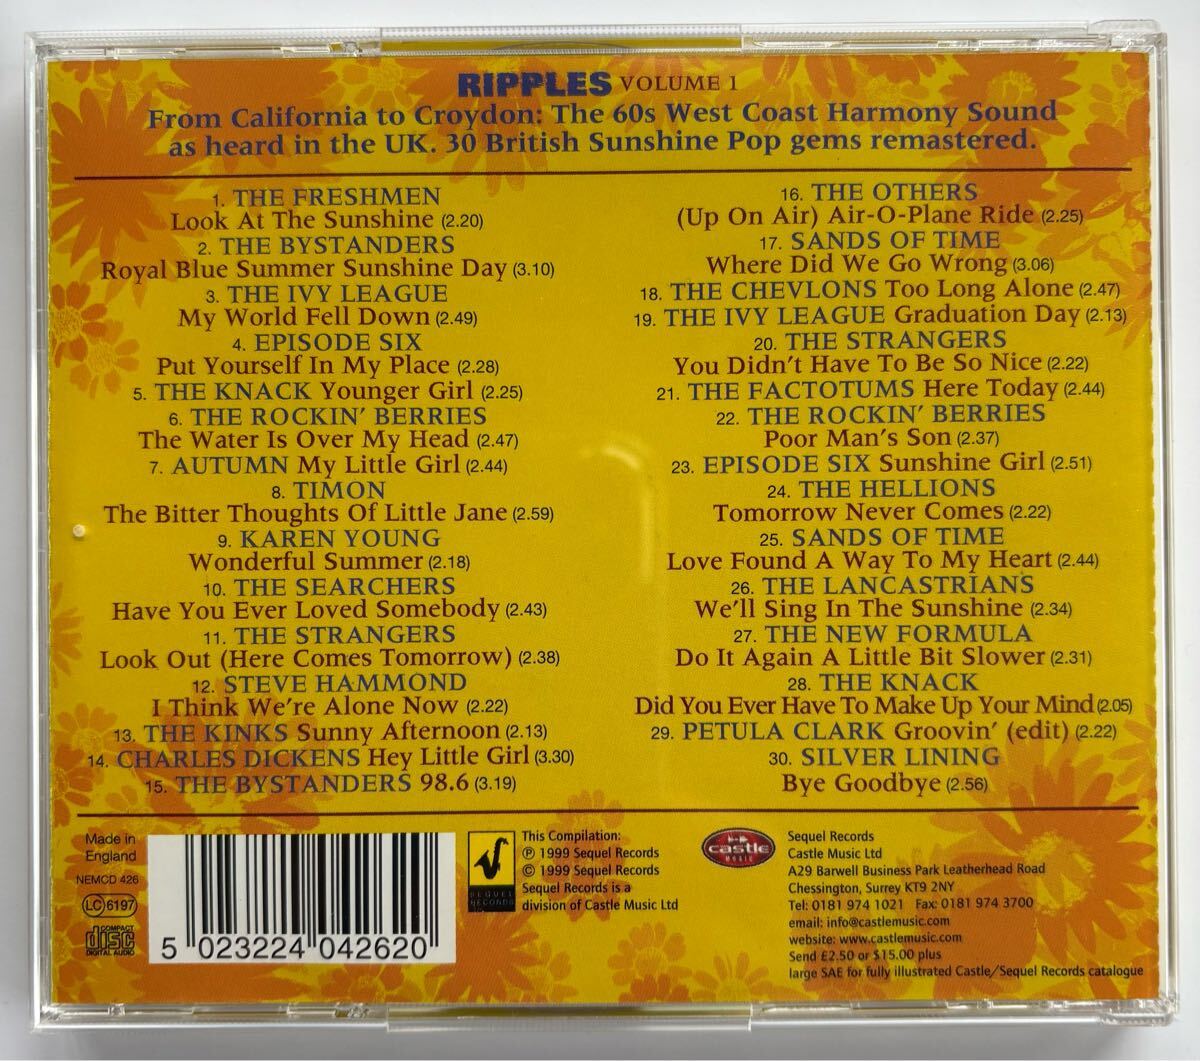 RIPPLES VOLUME 1
From California to Croydon: The 60s West Coast Harmony Sound
as heard in the UK. 30 British Sunshine Pop gems remastered.
1. THE FRESHMEN
Look At The Sunshine (2.20)
2. THE BYSTANDERS
Royal Blue Summer Sunshine Day (3.10)
3. THE IVY LEAGUE
My World Fell Down (2.49)
4. EPISODE SIX
Put Yourself In My Place (2.28)
5. THE KNACK Younger Girl (2.25)
6. THE ROCKIN' BERRIES
The Water Is Over My Head (2.47)
7. AUTUMN My Little Girl (2.44)
8. TIMON
The Bitter Thoughts Of Little Jane (2.59)
9. KAREN YOUNG
Wonderful Summer (2.18)
10. THE SEARCHERS
Have You Ever Loved Somebody (2.43)
11. THE STRANGERS
Look Out (Here Comes Tomorrow) (2.38)
12. STEVE HAMMOND
I Think We're Alone Now (2.22)
13. THE KINKS Sunny Afternoon (2.13)
14. CHARLES DICKENS Hey Little Girl (3.30)
15. THE BYSTANDERS 98.6 (3.19)
16. THE OTHERS
(Up On Air) Air-O-Plane Ride (2.25)
17. SANDS OF TIME
Where Did We Go Wrong (3.06)
18. THE CHEVLONS Too Long Alone (2.47)
19. THE IVY LEAGUE Graduation Day (2.13)
20. THE STRANGERS
You Didn't Have To Be So Nice (2.22)
21. THE FACTOTUMS Here Today (2.44)
22. THE ROCKIN' BERRIES
Poor Man's Son (2.37)
23. EPISODE SIX Sunshine Girl (2.51)
24. THE HELLIONS
Tomorrow Never Comes (2.22)
25. SANDS OF TIME
Love Found A Way To My Heart (2.44)
26. THE LANCASTRIANS
We'll Sing In The Sunshine (2.34)
27. THE NEW FORMULA
Do It Again A Little Bit Slower (2.31)
28. THE KNACK
Did You Ever Have To Make Up Your Mind (2.05)
29. PETULA CLARK Groovin' (edit) (2.22)
30. SILVER LINING
Bye Goodbye (2.56)
Made in
England
NEMCD 426
LC 6197
COMPACT
disc
DIGITAL AUDIO
5 023224 042620
SEQUEL
RECORDS
This Compilation:
℗ 1999 Sequel Records
© 1999 Sequel Records
Sequel Records is a
division of Castle Music Ltd
castle
MUSIC
Sequel Records
Castle Music Ltd
A29 Barwell Business Park Leatherhead Road
Chessington, Surrey KT9 2NY
Tel: 0181 974 1021 Fax: 0181 974 3700
email: info@castlemusic.com
website: www.castlemusic.com
Send £2.50 or $15.00 plus
large SAE for fully illustrated Castle/Sequel Records catalogue